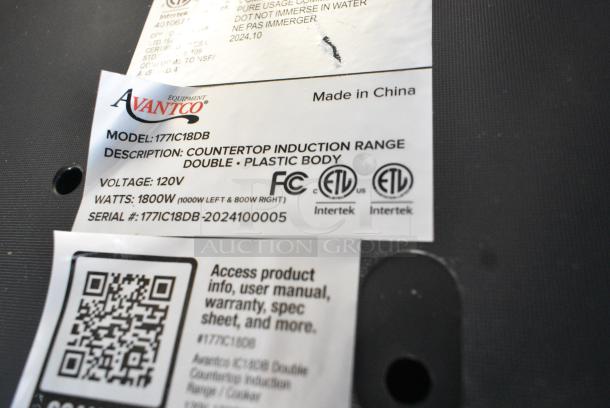 Intertek
PURE USAGE COMM
DO NOT IMMERSE IN WATER
NE PAS IMMERGER.
2024.10
AVANTCO®
EQUIPMENT
Made in China
MODEL: 177IC18DB
DESCRIPTION: COUNTERTOP INDUCTION RANGE
DOUBLE • PLASTIC BODY
VOLTAGE: 120V
WATTS: 1800W (1000W LEFT & 800W RIGHT)
SERIAL #: 177IC18DB-2024100005
FC
C ETL US
Intertek
ETL
Intertek
AUCTION GROUP
Access product
info, user manual,
warranty, spec
sheet, and more.
#177IC18DB
Avantco IC18DB Double
Countertop Induction
Range / Cooker